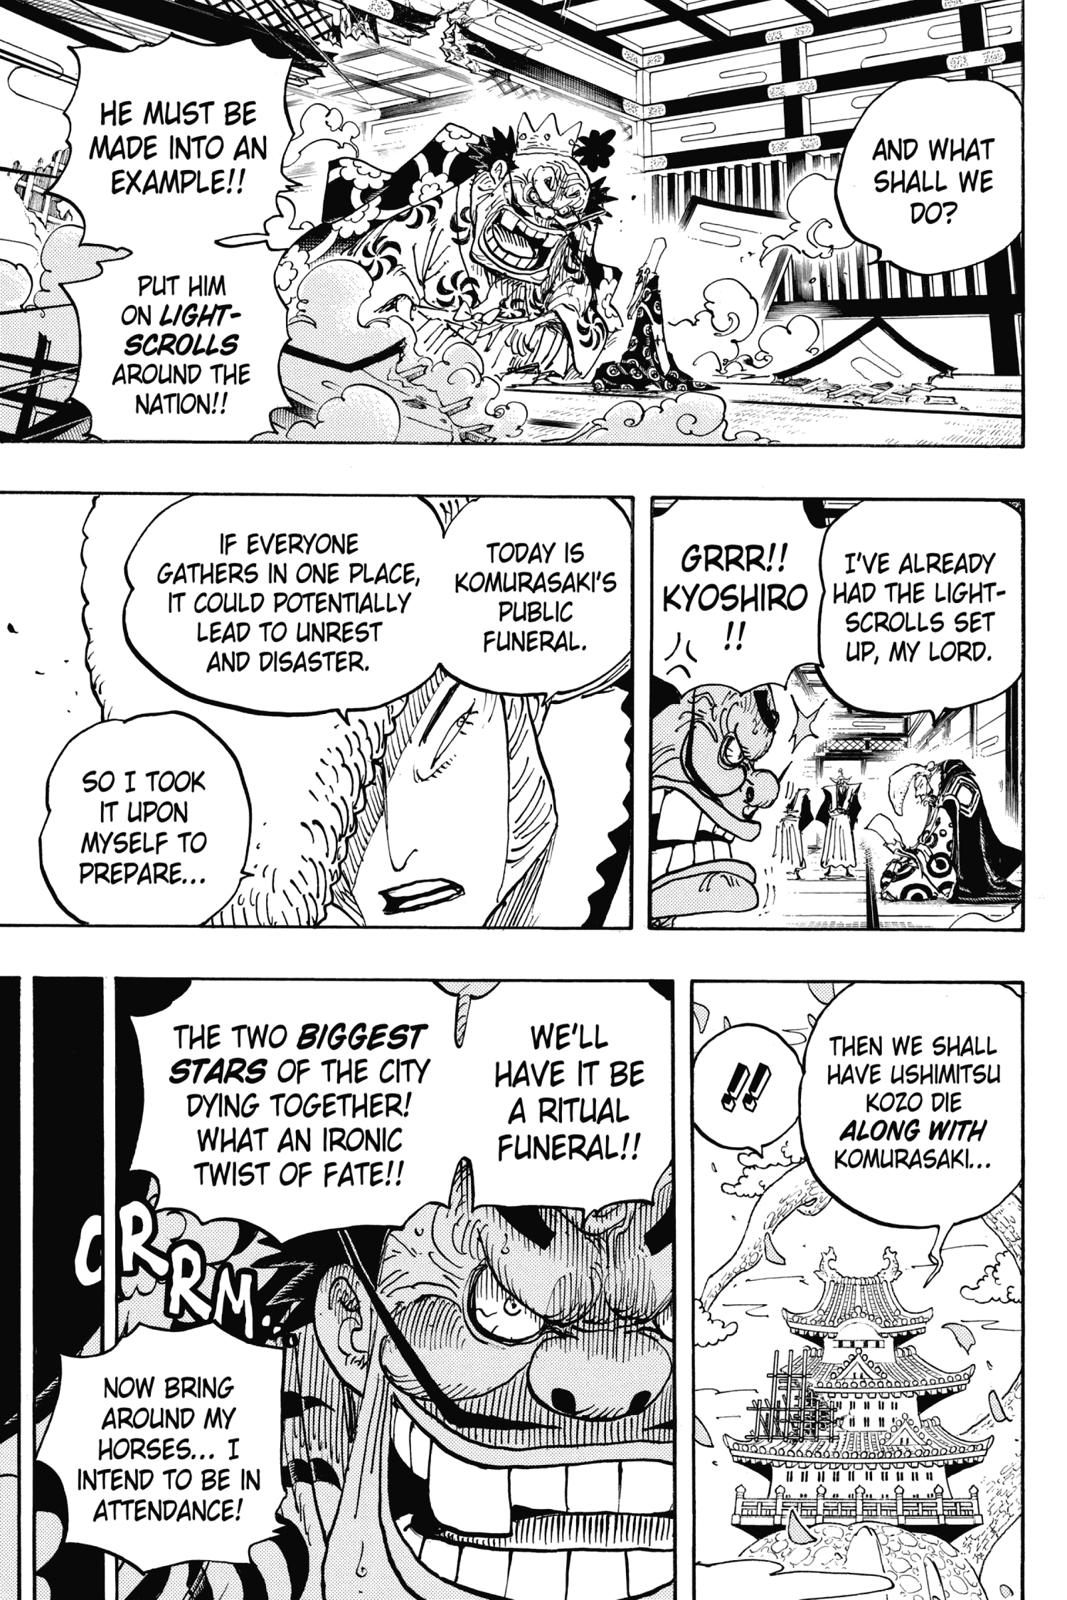 AND WHAT
SHALL WE
DO?
HE MUST BE
MADE INTO AN
EXAMPLE!!
PUT HIM
ON LIGHT-
SCROLLS
AROUND THE
NATION!!
I'VE ALREADY
HAD THE LIGHT-
SCROLLS SET
UP, MY LORD.
GRRR!!
KYOSHIRO
!!
TODAY IS
KOMURASAKI'S
PUBLIC
FUNERAL.
IF EVERYONE
GATHERS IN ONE PLACE,
IT COULD POTENTIALLY
LEAD TO UNREST
AND DISASTER.
SO I TOOK
IT UPON
MYSELF TO
PREPARE...
THEN WE SHALL
HAVE USHIMITSU
KOZO DIE
ALONG WITH
KOMURASAKI...
!!
WE'LL
HAVE IT BE
A RITUAL
FUNERAL!!
THE TWO BIGGEST
STARS OF THE CITY
DYING TOGETHER!
WHAT AN IRONIC
TWIST OF FATE!!
ORRM...
NOW BRING
AROUND MY
HORSES... I
INTEND TO BE IN
ATTENDANCE!